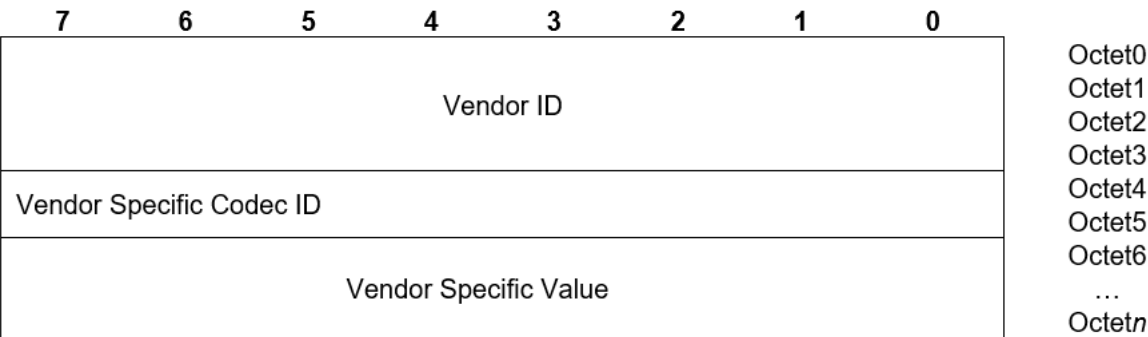 7 6 5 4 3 2 1 0
Octet0
Octet1
Vendor ID
Octet2
Octet3
Octet4
Vendor Specific Codec ID
Octet5
Octet6
Vendor Specific Value
…
Octetn